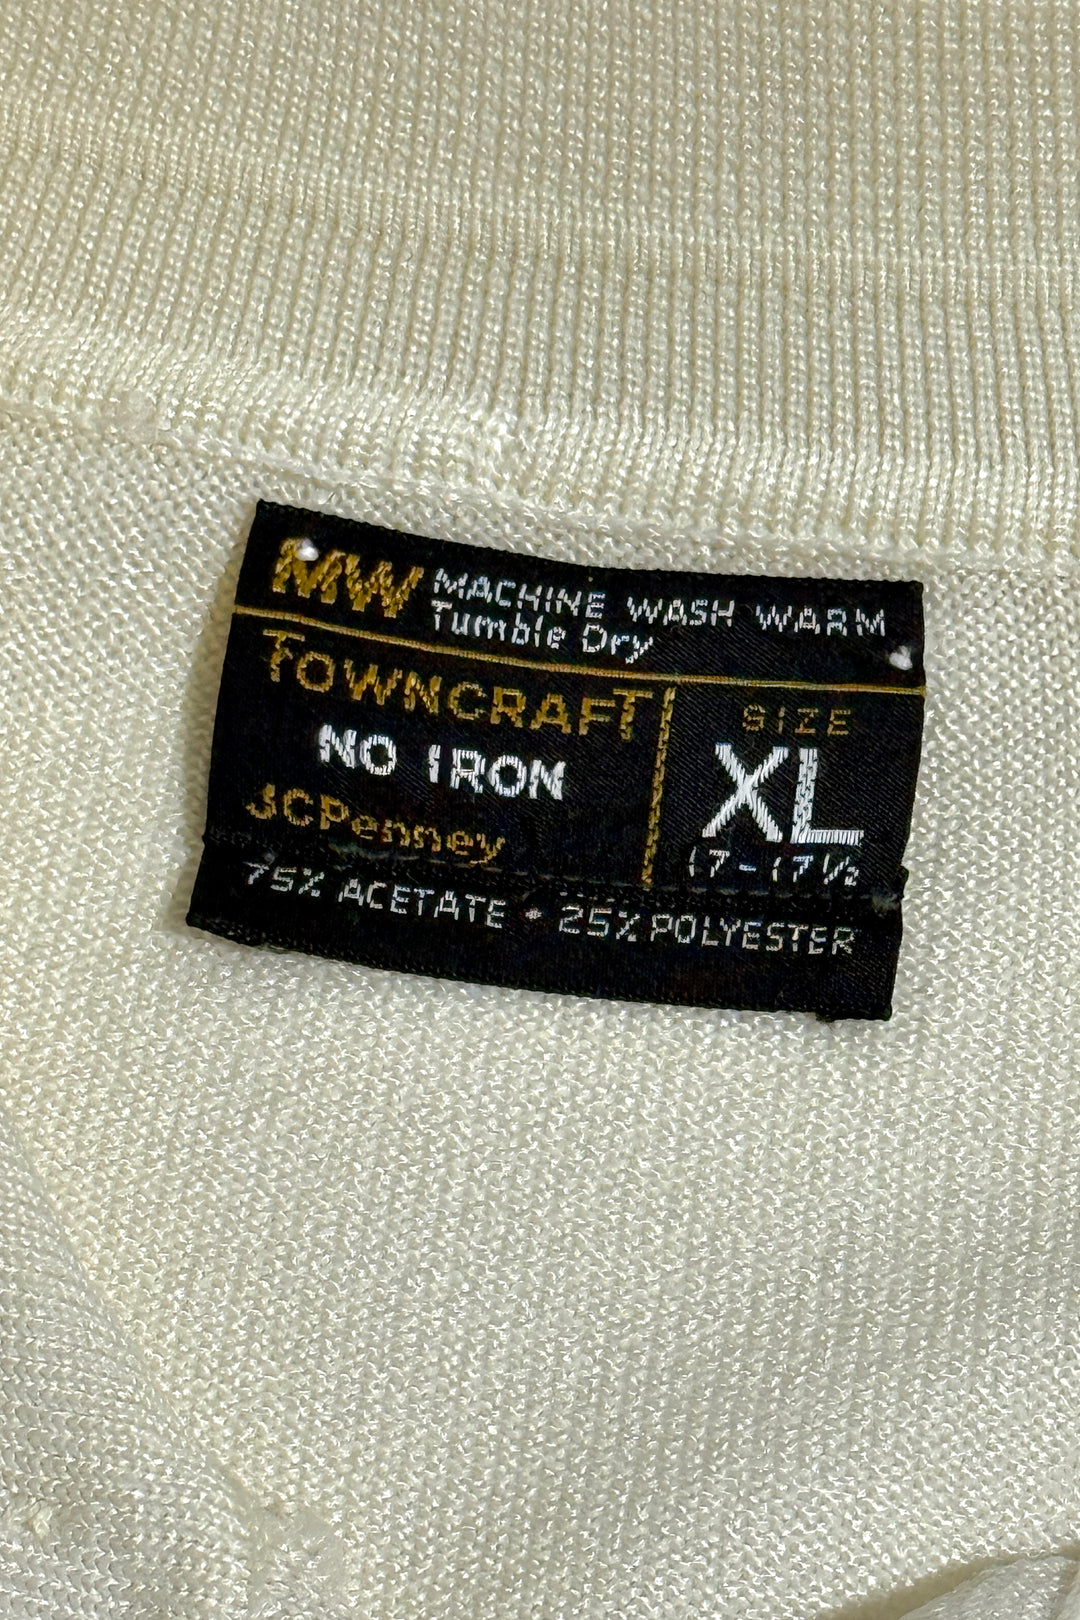 MW MACHINE WASH WARM
Tumble Dry
TOWNCRAFT
NO IRON
JCPenney
SIZE
XL
17-17½
75% ACETATE • 25% POLYESTER